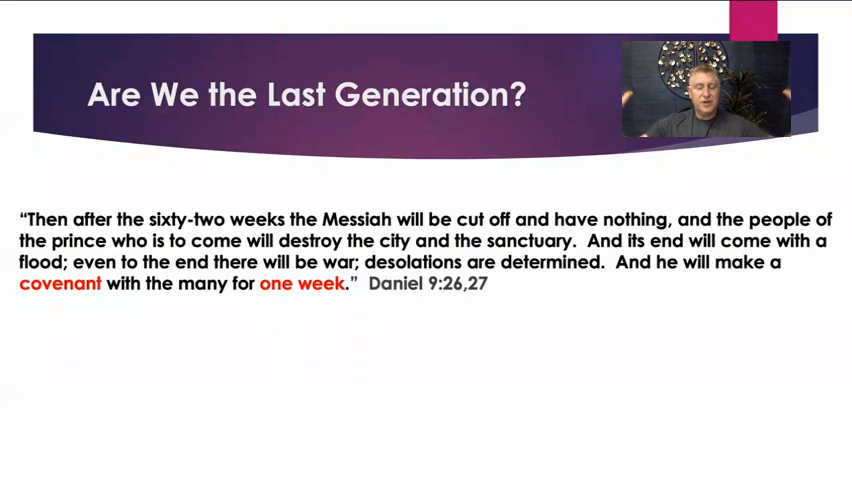 Are We the Last Generation?
“Then after the sixty-two weeks the Messiah will be cut off and have nothing, and the people of
the prince who is to come will destroy the city and the sanctuary.  And its end will come with a
flood; even to the end there will be war; desolations are determined.  And he will make a
covenant with the many for one week.”  Daniel 9:26,27